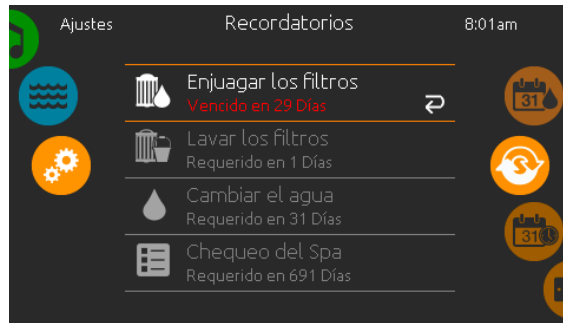 Ajustes
Recordatorios
8:01am
Enjuagar los filtros
Vencido en 29 Días
Lavar los filtros
Requerido en 1 Días
Cambiar el agua
Requerido en 31 Días
Chequeo del Spa
Requerido en 691 Días
31
31